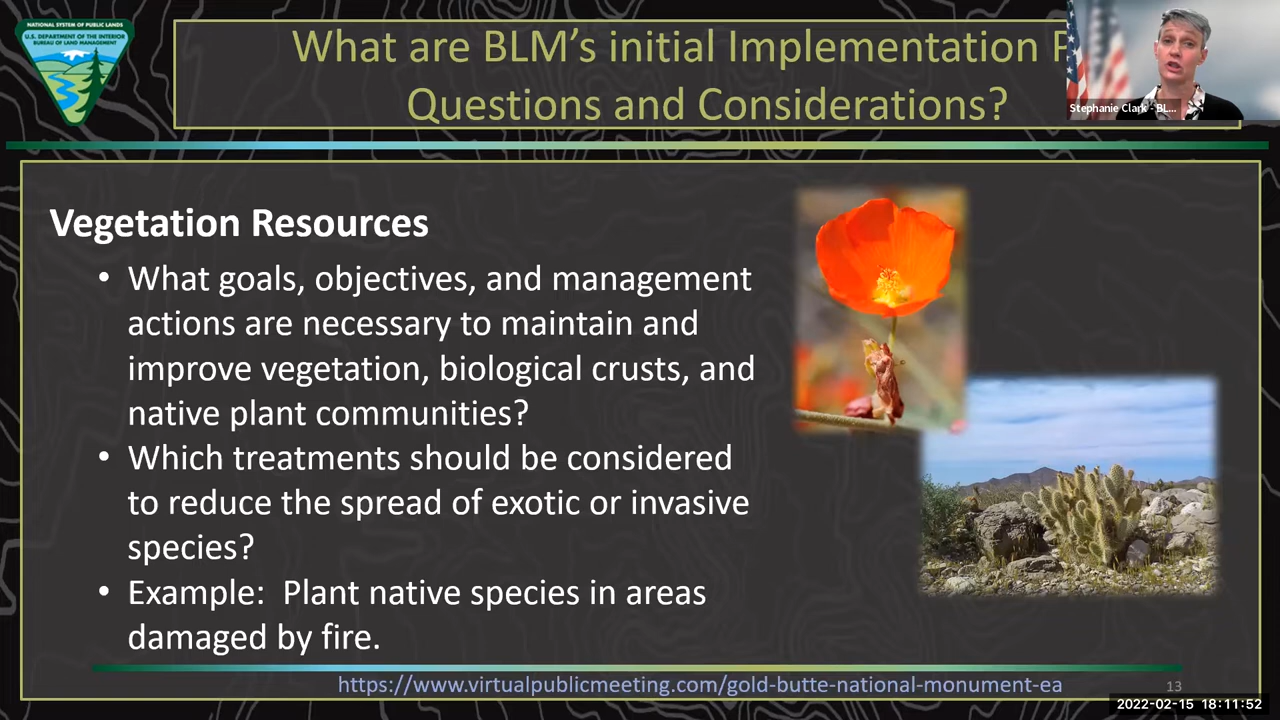 NATIONAL SYSTEM OF PUBLIC LANDS
U.S. DEPARTMENT OF THE INTERIOR
BUREAU OF LAND MANAGEMENT
What are BLM's initial Implementation
Questions and Considerations?
Stephanie Clark - BL...
Vegetation Resources
• What goals, objectives, and management
actions are necessary to maintain and
improve vegetation, biological crusts, and
native plant communities?
• Which treatments should be considered
to reduce the spread of exotic or invasive
species?
• Example: Plant native species in areas
damaged by fire.
https://www.virtualpublicmeeting.com/gold-butte-national-monument-ea
13
2022-02-15 18:11:52